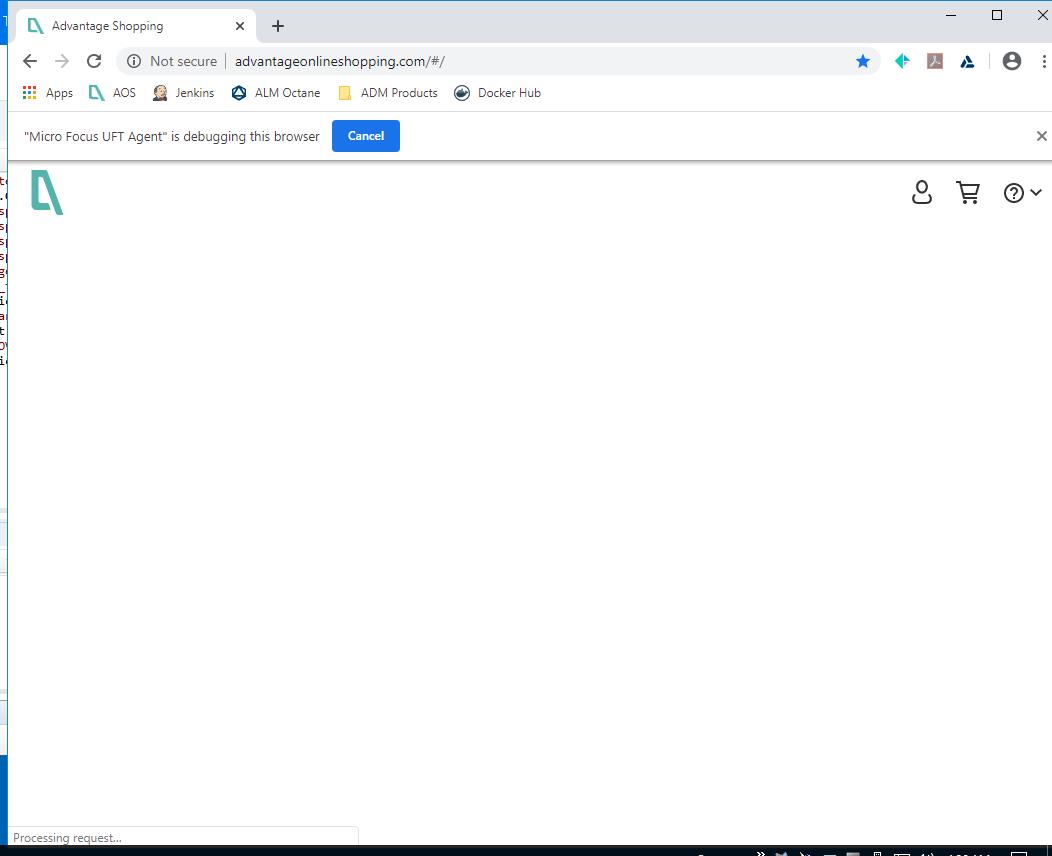 Advantage Shopping
Not secure advantageonlineshopping.com/#/
Apps AOS Jenkins ALM Octane ADM Products Docker Hub
"Micro Focus UFT Agent" is debugging this browser Cancel
Processing request...